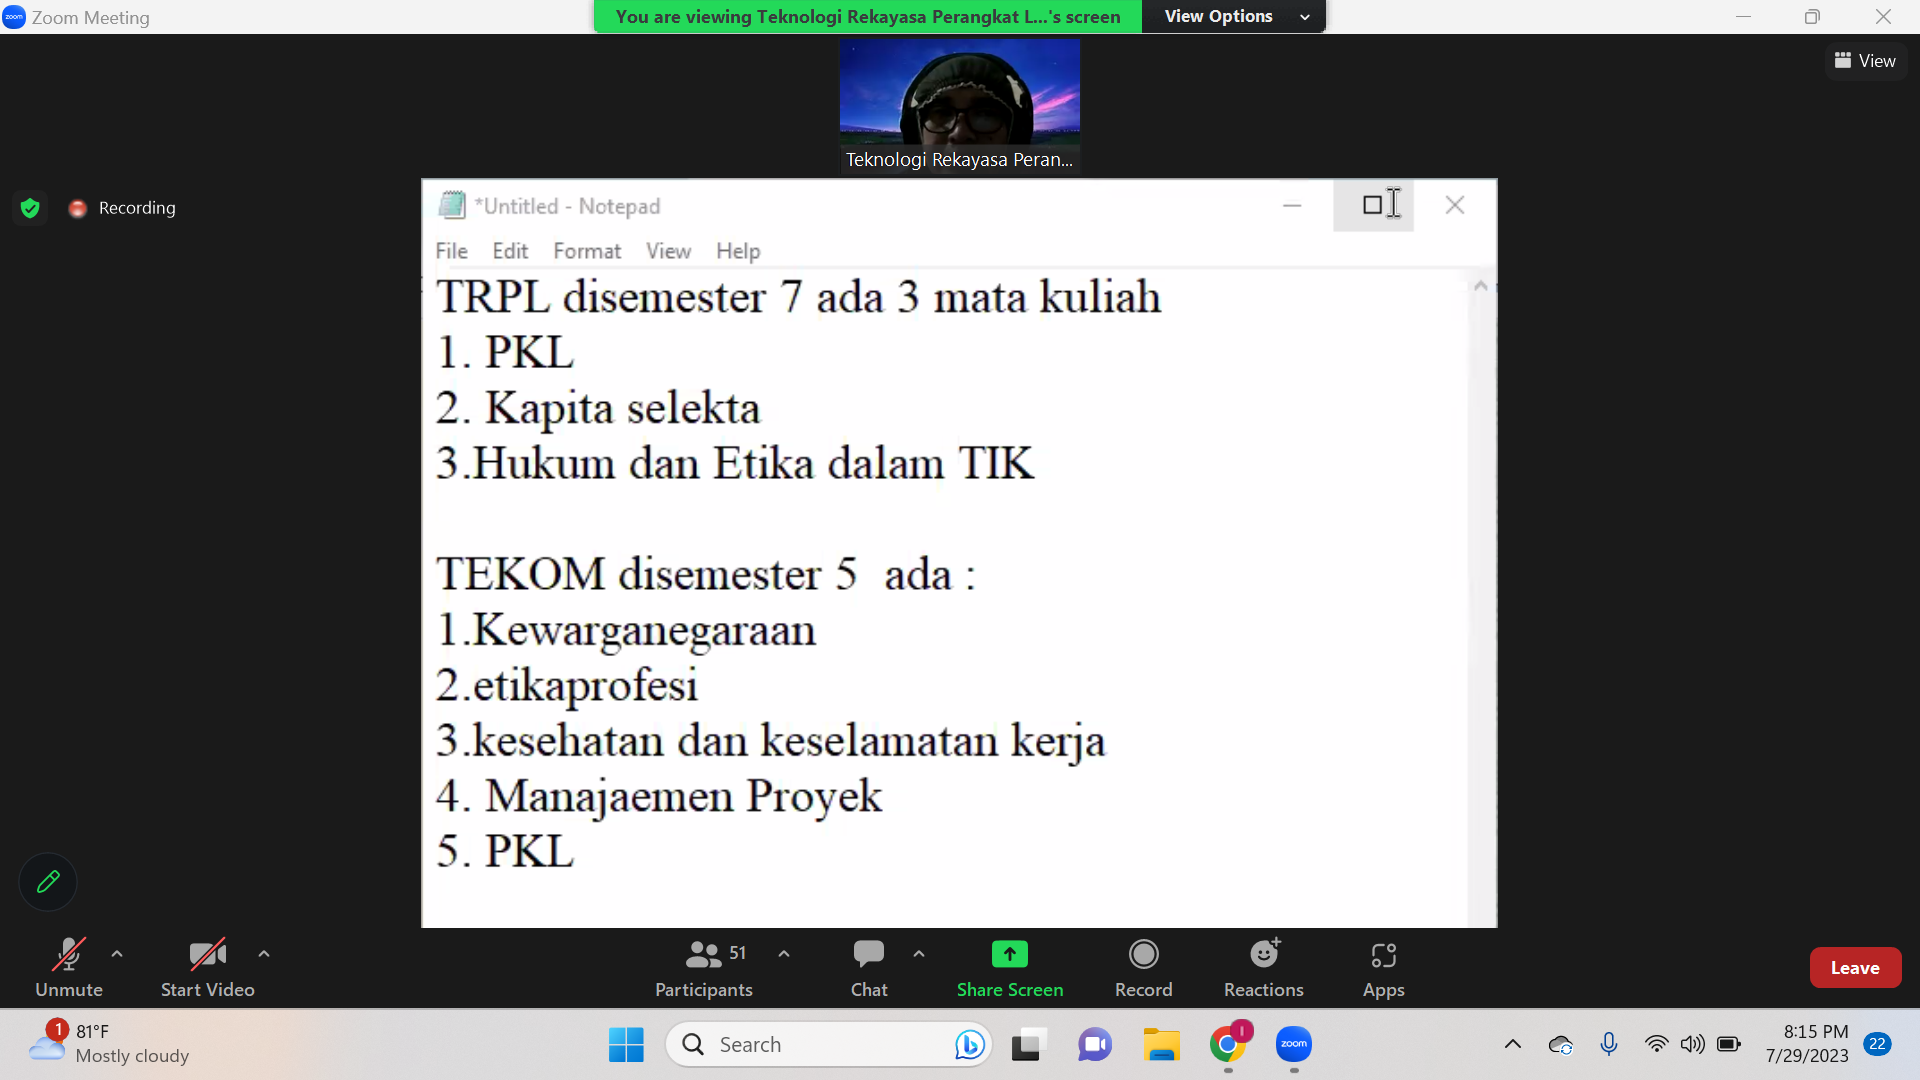 Zoom Meeting
You are viewing Teknologi Rekayasa Perangkat L...'s screen
View Options
View
Teknologi Rekayasa Peran...
Recording
*Untitled - Notepad
File Edit Format View Help
TRPL disemester 7 ada 3 mata kuliah
1. PKL
2. Kapita selekta
3.Hukum dan Etika dalam TIK
TEKOM disemester 5 ada :
1.Kewarganegaraan
2.etikaprofesi
3.kesehatan dan keselamatan kerja
4. Manajaemen Proyek
5. PKL
51
Unmute
Start Video
Participants
Chat
Share Screen
Record
Reactions
Apps
Leave
1
81°F
Mostly cloudy
Search
zoom
8:15 PM
7/29/2023
22